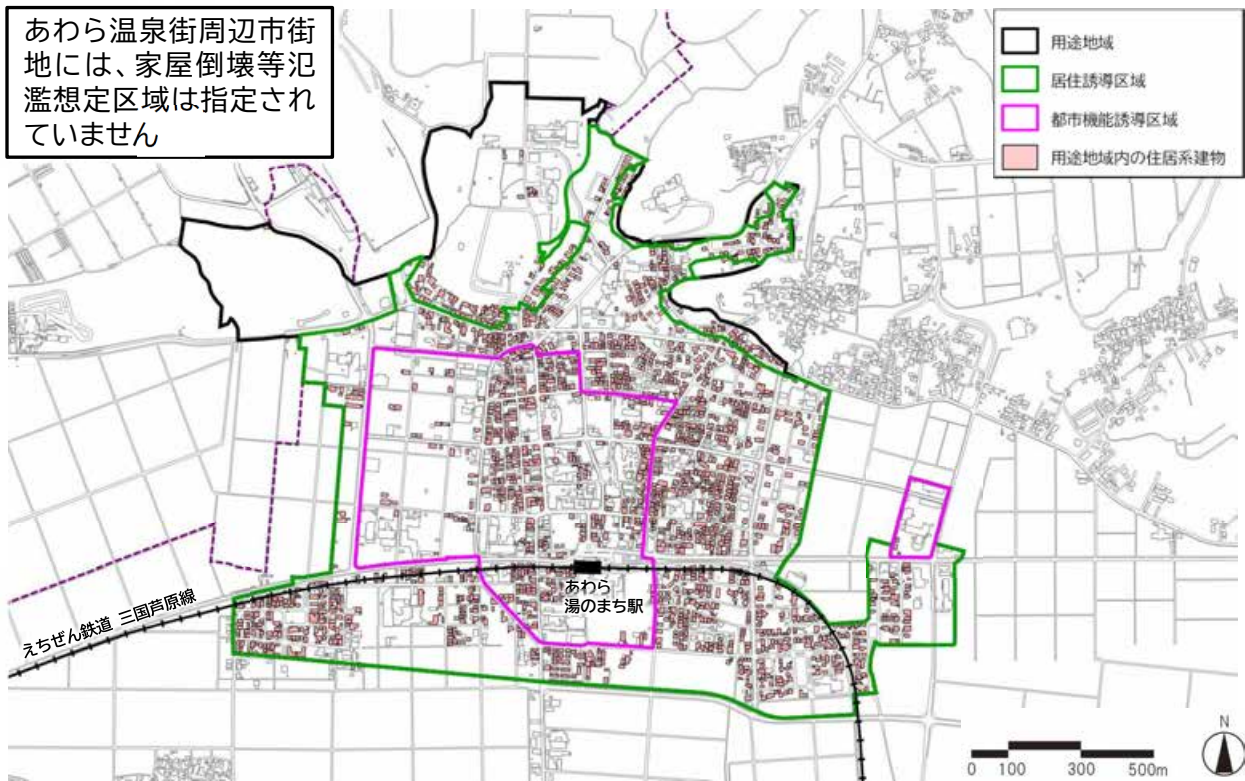 あわら温泉街周辺市街
地には、家屋倒壊等氾
濫想定区域は指定され
ていません
用途地域
居住誘導区域
都市機能誘導区域
用途地域内の住居系建物
あわら
湯のまち駅
えちぜん鉄道 三国芦原線
N
0 100 300 500m